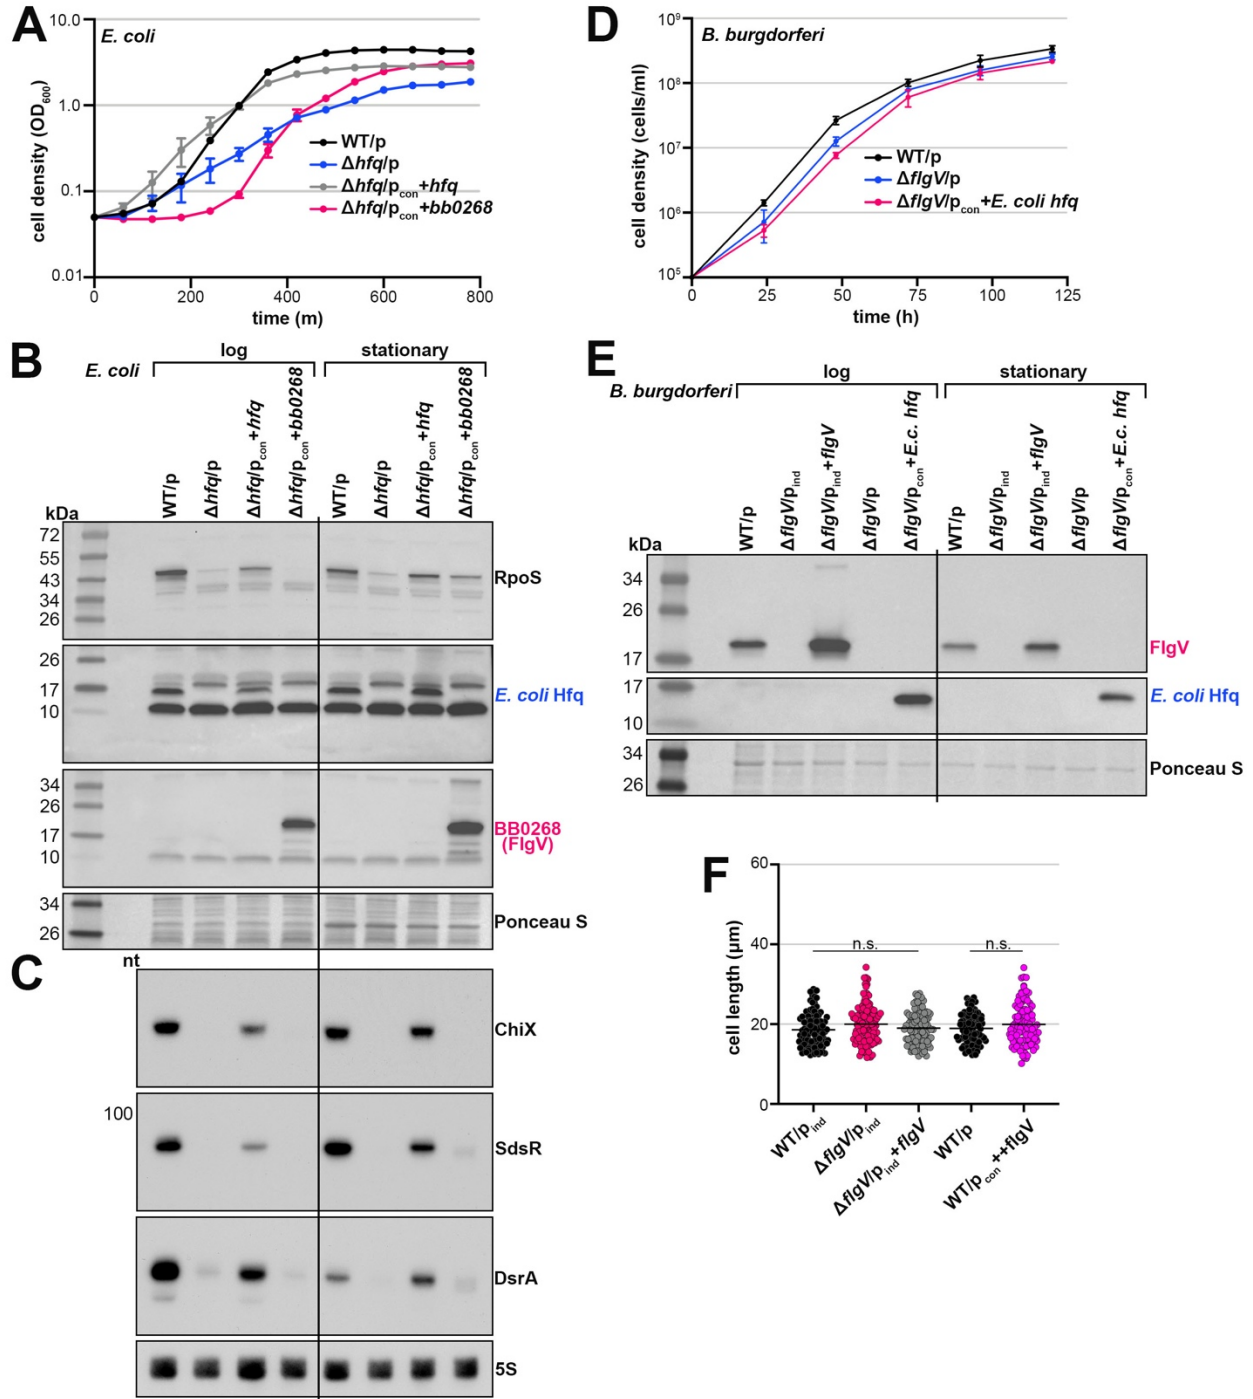 A
E. coli
10.0
1.0
0.1
0.01
cell density (OD600)
0 200 400 600 800
time (m)
WT/p
Δhfq/p
Δhfq/pcon+hfq
Δhfq/pcon+bb0268
D
B. burgdorferi
10⁹
10⁸
10⁷
10⁶
10⁵
cell density (cells/ml)
0 25 50 75 100 125
time (h)
WT/p
ΔflgV/p
ΔflgV/pcon+E. coli hfq
B
E. coli
log stationary
WT/p
Δhfq/p
Δhfq/pcon+hfq
Δhfq/pcon+bb0268
WT/p
Δhfq/p
Δhfq/pcon+hfq
Δhfq/pcon+bb0268
kDa
72
55
43
34
26
RpoS
26
17
10
E. coli Hfq
34
26
17
10
BB0268
(FlgV)
34
26
Ponceau S
C
nt
ChiX
100
SdsR
DsrA
5S
E
B. burgdorferi
log stationary
WT/p
ΔflgV/pind
ΔflgV/pind+flgV
ΔflgV/p
ΔflgV/pcon+E.c. hfq
WT/p
ΔflgV/pind
ΔflgV/pind+flgV
ΔflgV/p
ΔflgV/pcon+E.c. hfq
kDa
34
26
17
FlgV
17
10
E. coli Hfq
34
26
Ponceau S
F
60
40
20
0
cell length (µm)
n.s. n.s.
WT/pind
ΔflgV/pind
ΔflgV/pind+flgV
WT/p
WT/pcon++flgV